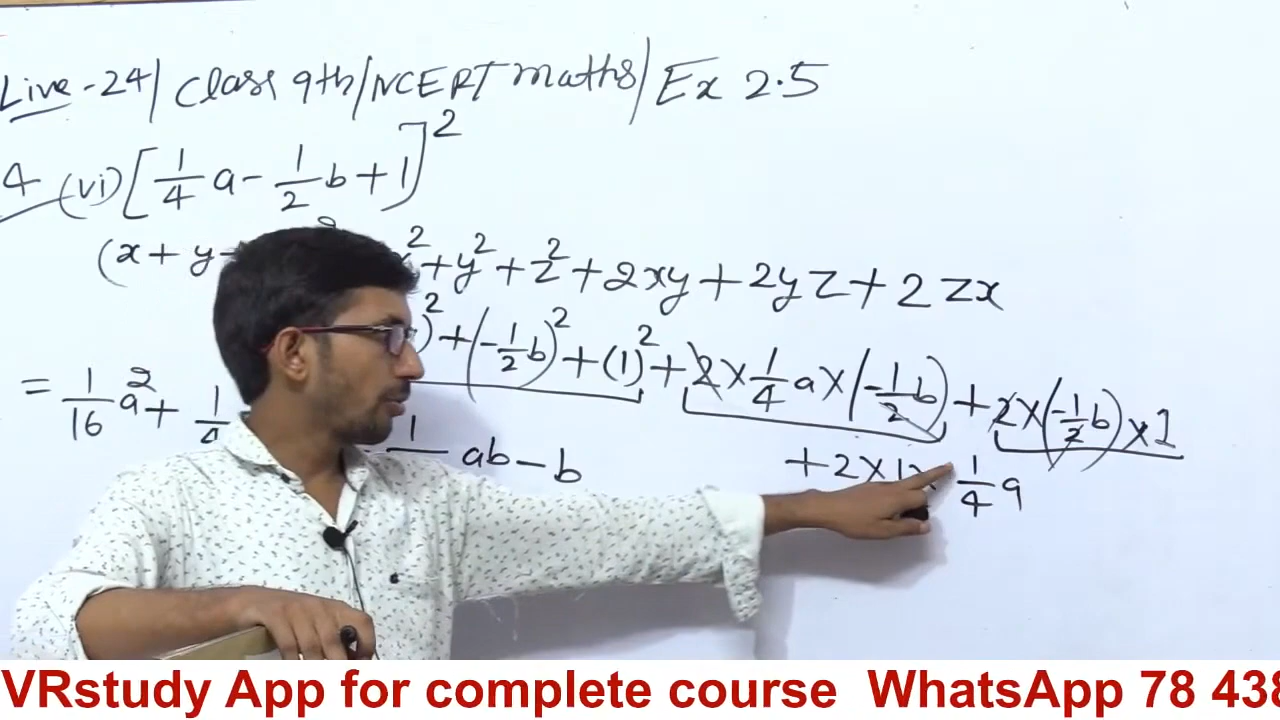 Live-24/ Class 9th/NCERT maths/ Ex 2.5
4 (vi) [1/4 a - 1/2 b + 1]²
(x + y + y² + z² + 2xy + 2yz + 2zx
)² + (-1/2 b)² + (1)² + 2 × 1/4 a × (-1/2 b) + 2 × (-1/2 b) × 1
+ 2 × 1 × 1/4 a
= 1/16 a² + 1/4 ab - b
VRstudy App for complete course WhatsApp 78 438